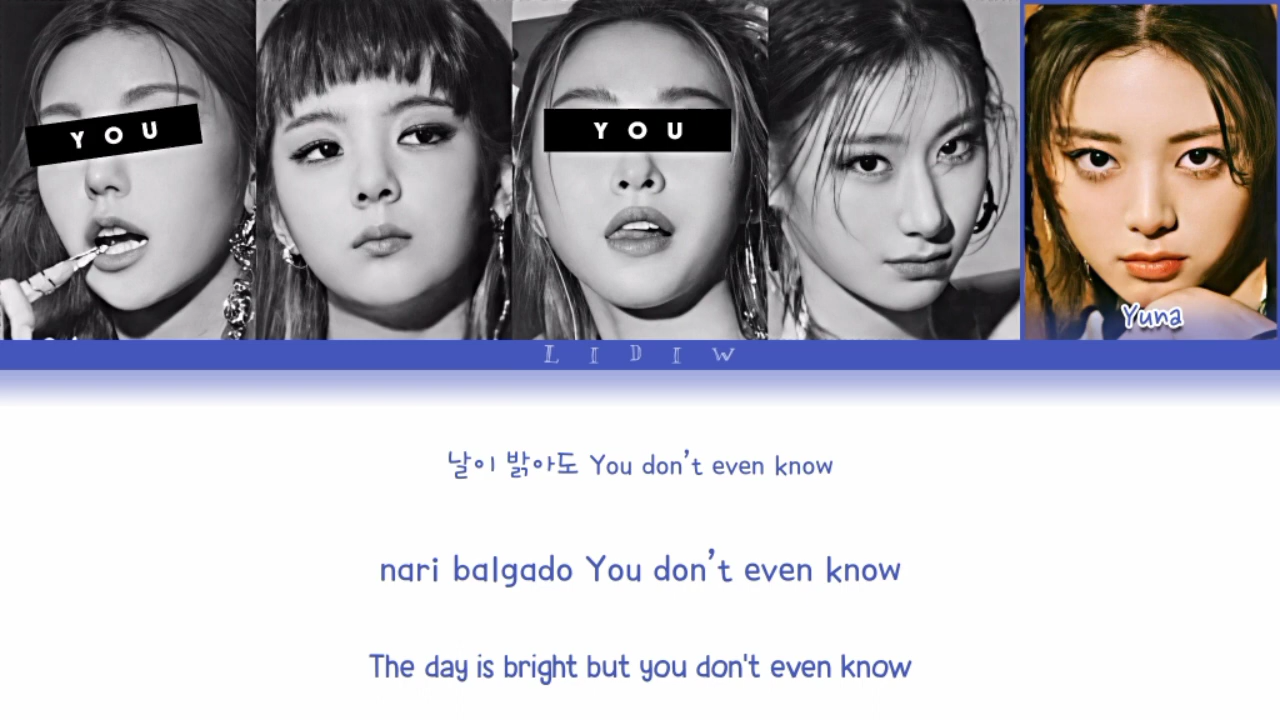 YOU
YOU
Yuna
LIDIW
날이 밝아도 You don’t even know
nari balgado You don’t even know
The day is bright but you don't even know